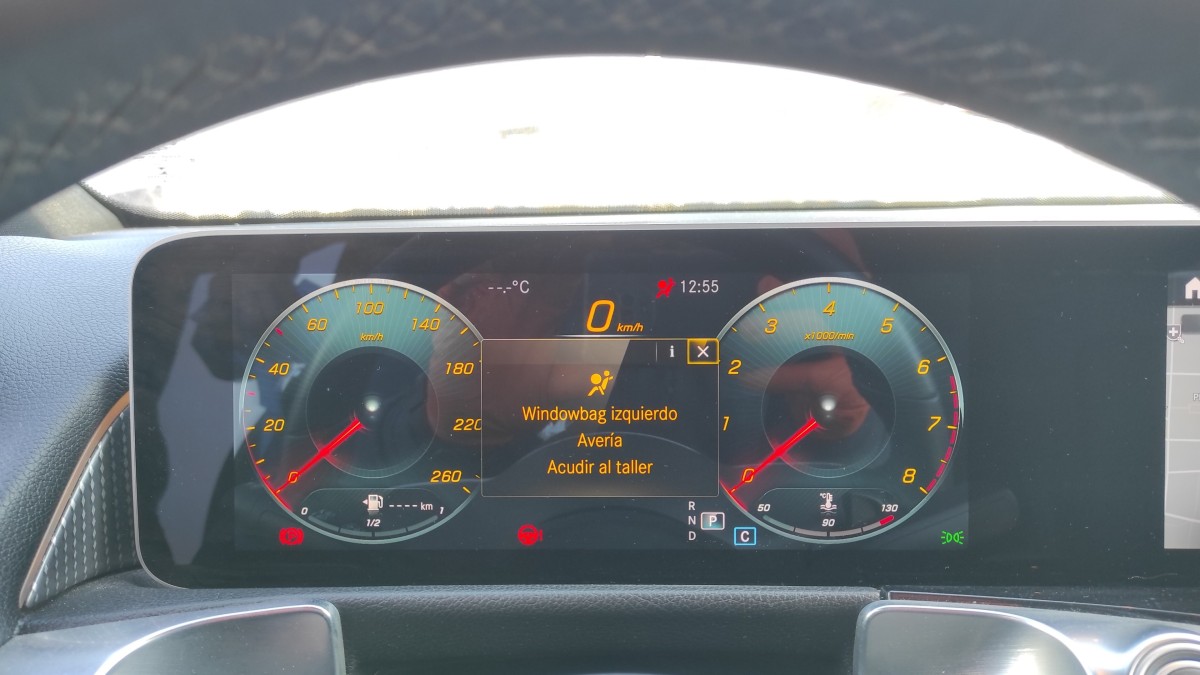 --.-°C
12:55
0 km/h
i ×
Windowbag izquierdo
Avería
Acudir al taller
0 20 40 60 100 140 180 220 260
km/h
0 1/2 1
---- km
0 1 2 3 4 5 6 7 8
x1000/min
50 90 130
°C
R
N P
D
C
P